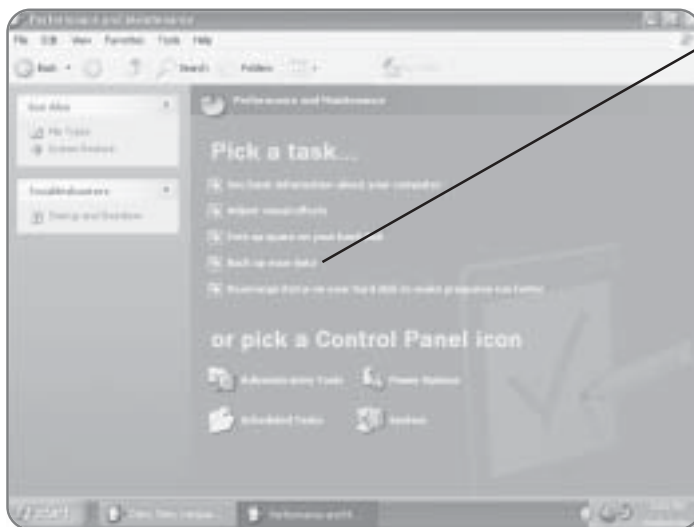 Performance and Maintenance
File Edit View Favorites Tools Help
Back Search Folders
See Also
File Types
System Restore
Troubleshooters
Startup and Shutdown
Performance and Maintenance
Pick a task...
See basic information about your computer
Adjust visual effects
Free up space on your hard disk
Back up your data
Rearrange items on your hard disk to make programs run faster
or pick a Control Panel icon
Administrative Tools
Power Options
Scheduled Tasks
System
start
Performance and M...